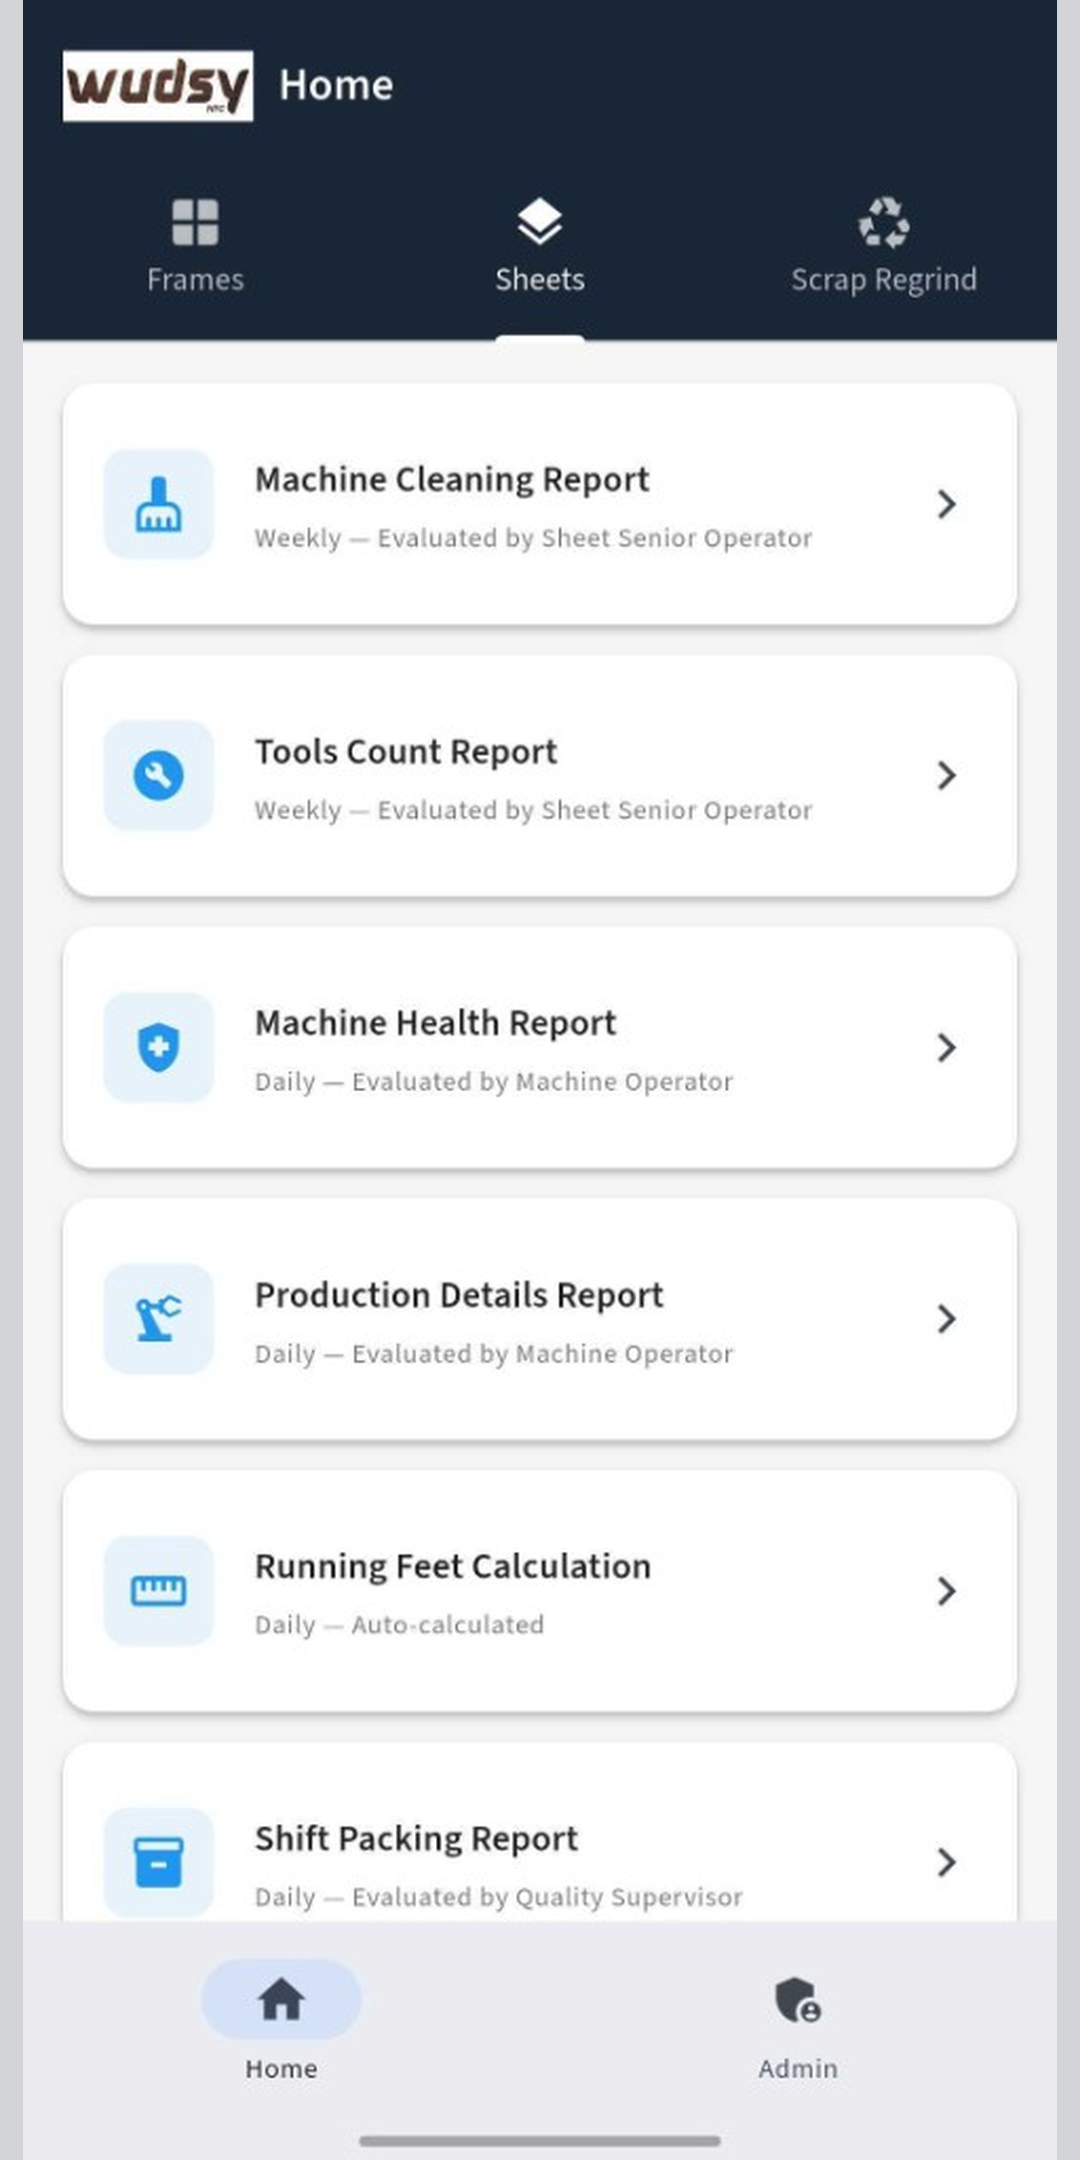 wudsy
NFC
Home
Frames
Sheets
Scrap Regrind
Machine Cleaning Report
Weekly — Evaluated by Sheet Senior Operator
Tools Count Report
Weekly — Evaluated by Sheet Senior Operator
Machine Health Report
Daily — Evaluated by Machine Operator
Production Details Report
Daily — Evaluated by Machine Operator
Running Feet Calculation
Daily — Auto-calculated
Shift Packing Report
Daily — Evaluated by Quality Supervisor
Home
Admin